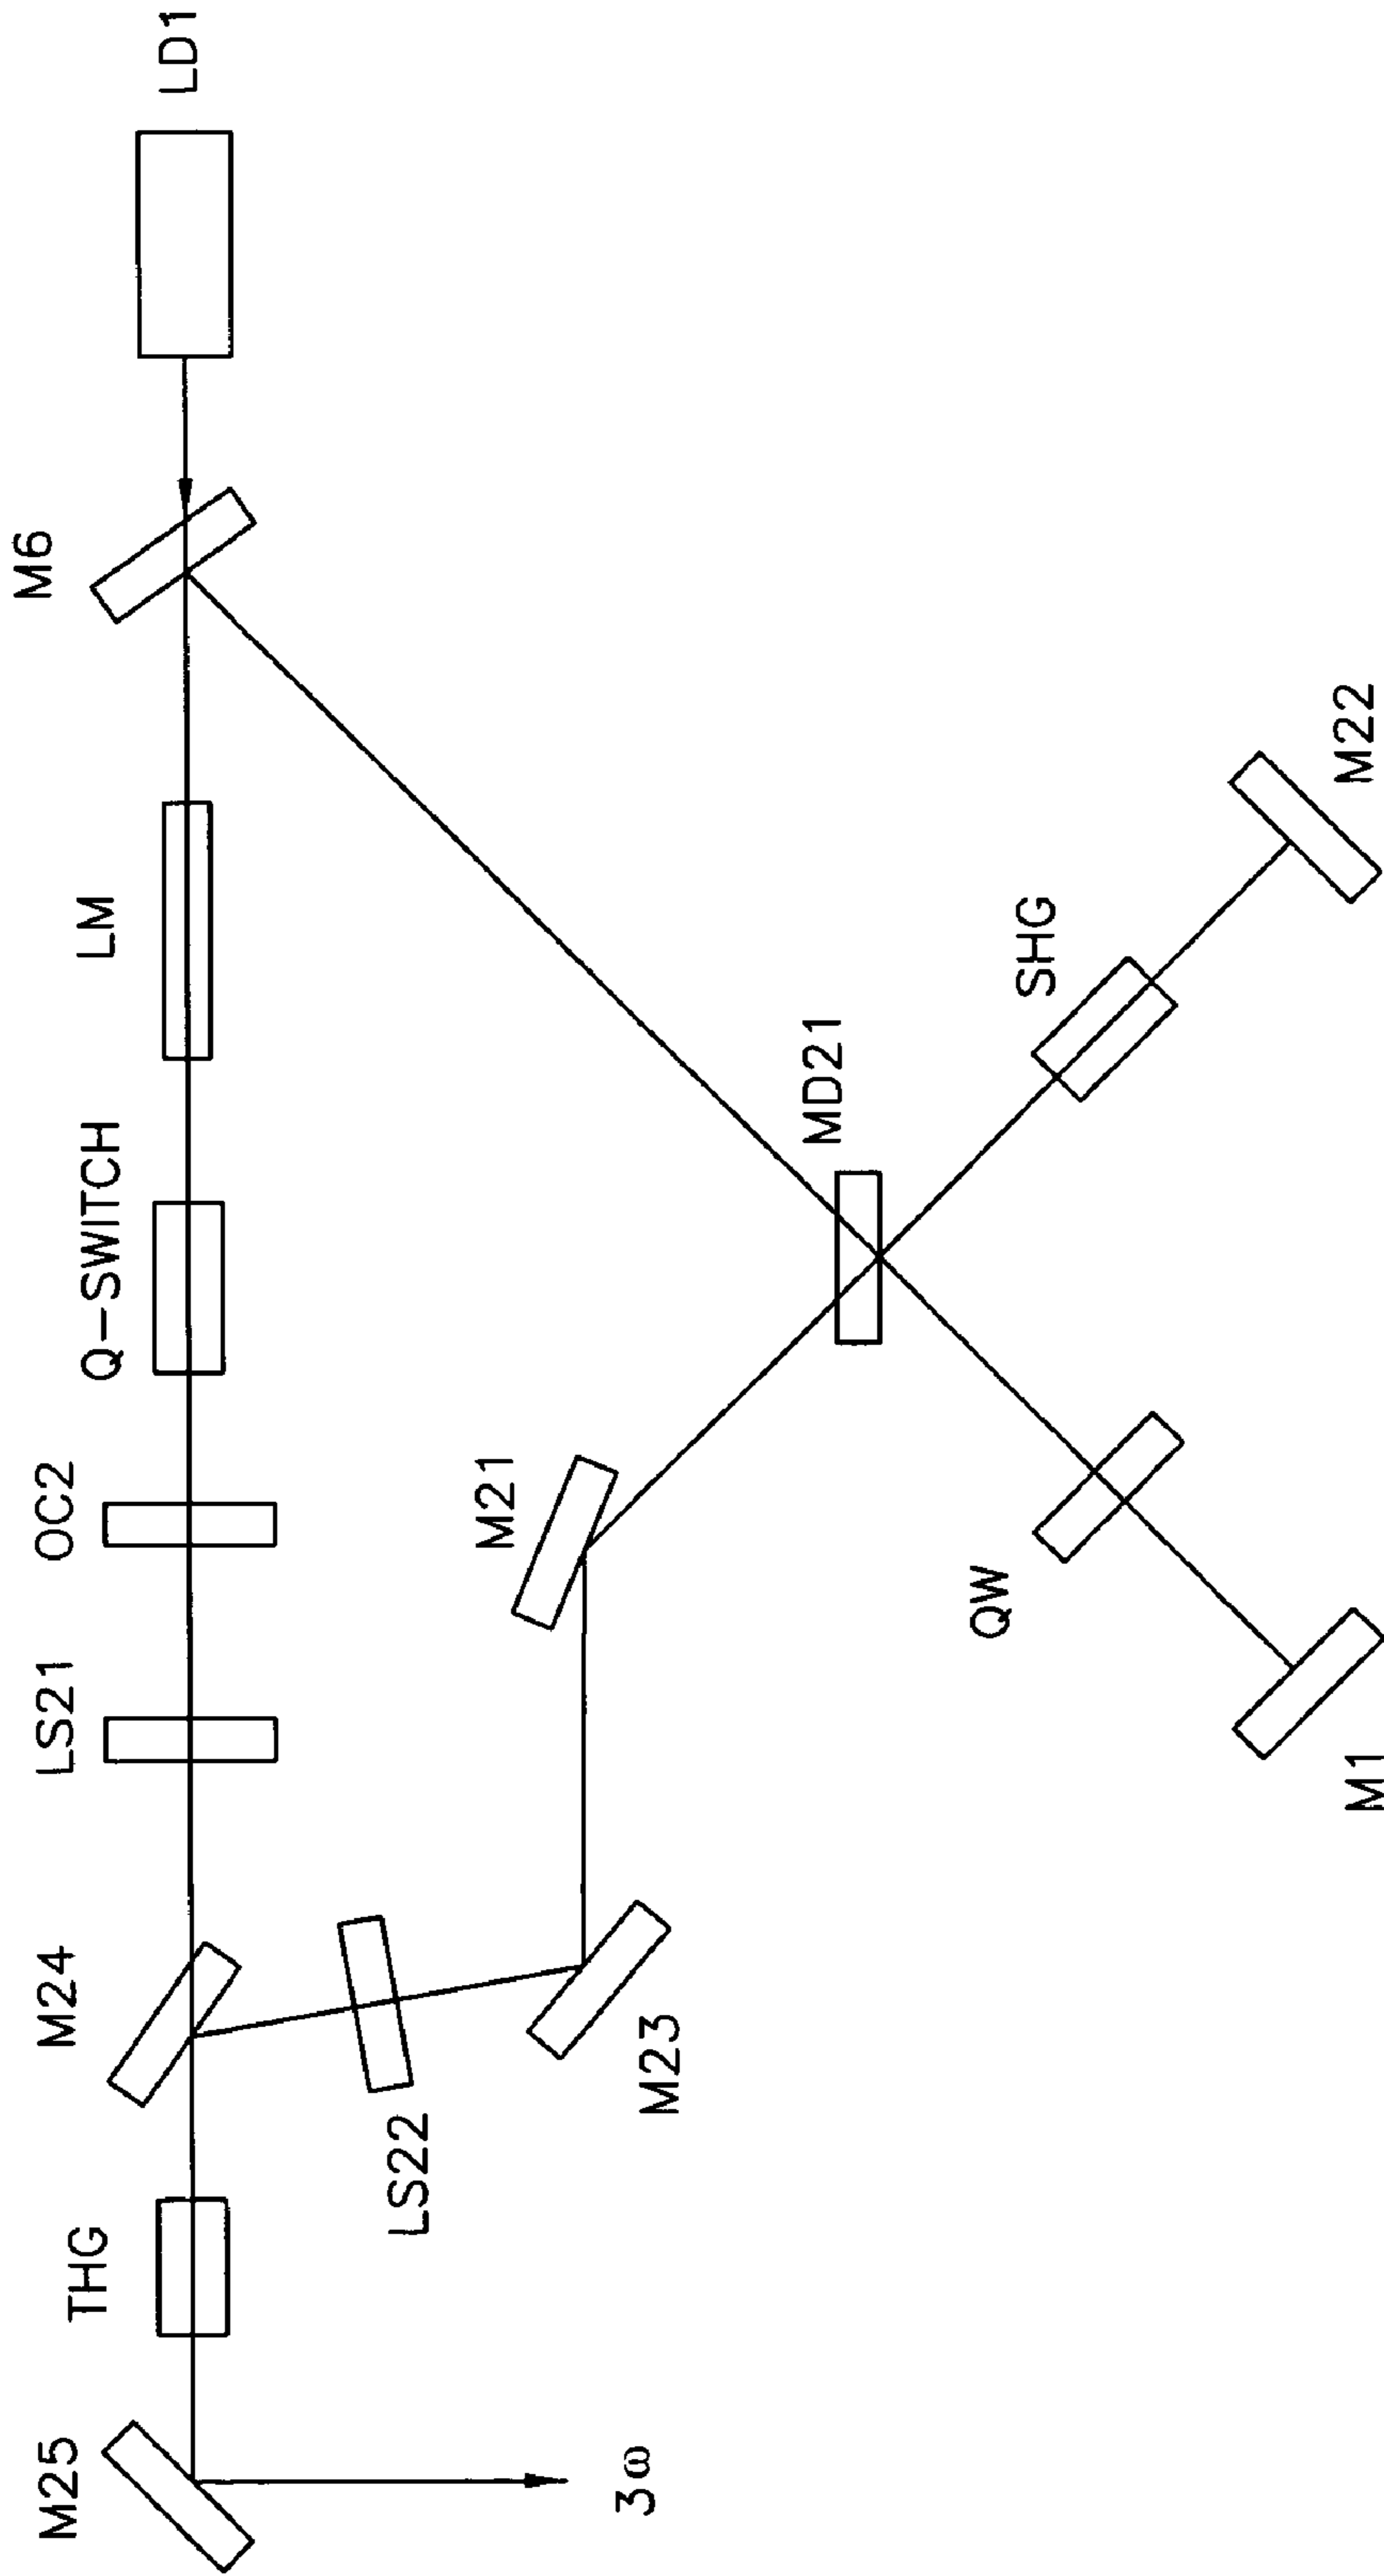 LD1
M6
LM
Q-SWITCH
OC2
LS21
M24
THG
M25
3ω
LS22
M23
M21
MD21
SHG
M22
QW
M1